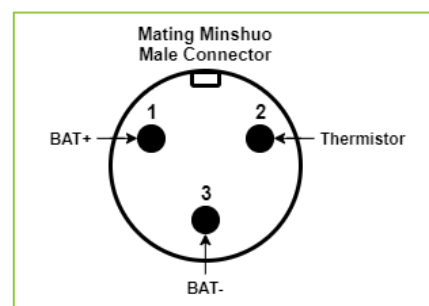 Mating Minshuo
Male Connector
1
2
BAT+
Thermistor
3
BAT-